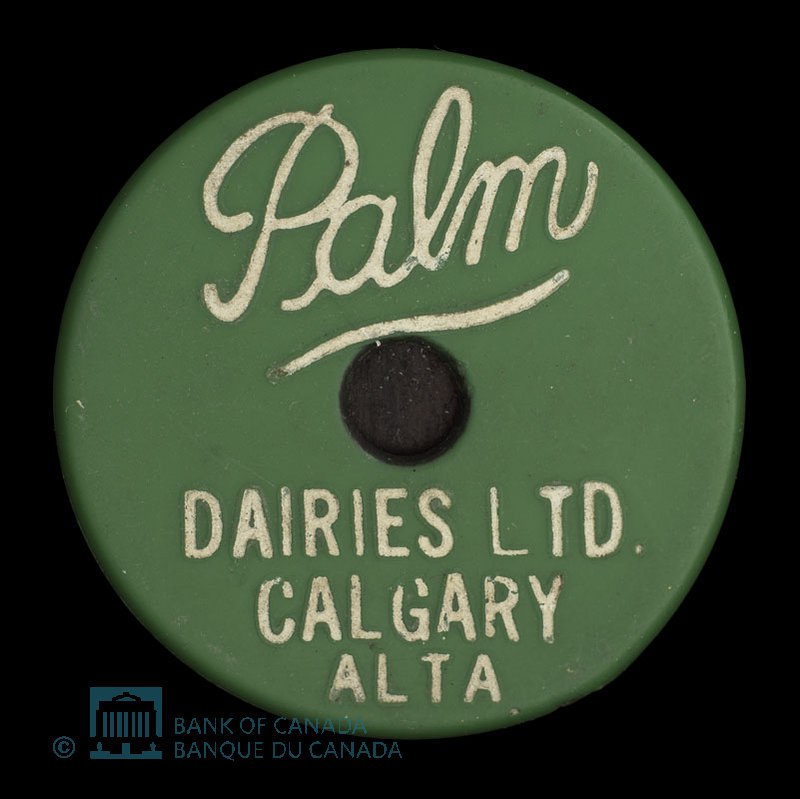 Palm
DAIRIES LTD.
CALGARY
ALTA
© BANK OF CANADA
BANQUE DU CANADA